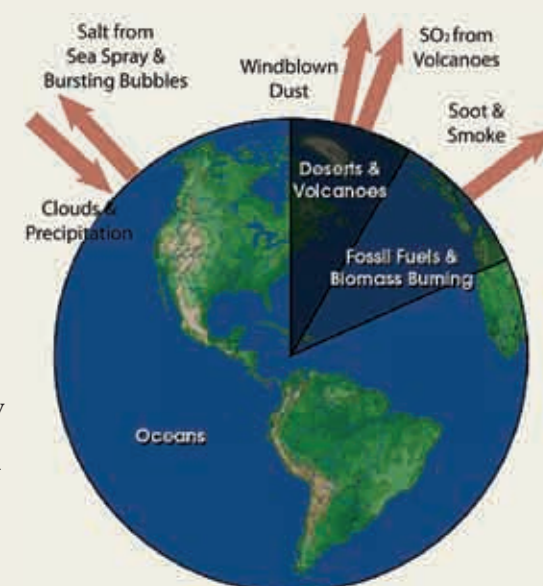 Salt from
Sea Spray &
Bursting Bubbles
Clouds &
Precipitation
Windblown
Dust
SO₂ from
Volcanoes
Soot &
Smoke
Deserts &
Volcanoes
Fossil Fuels &
Biomass Burning
Oceans